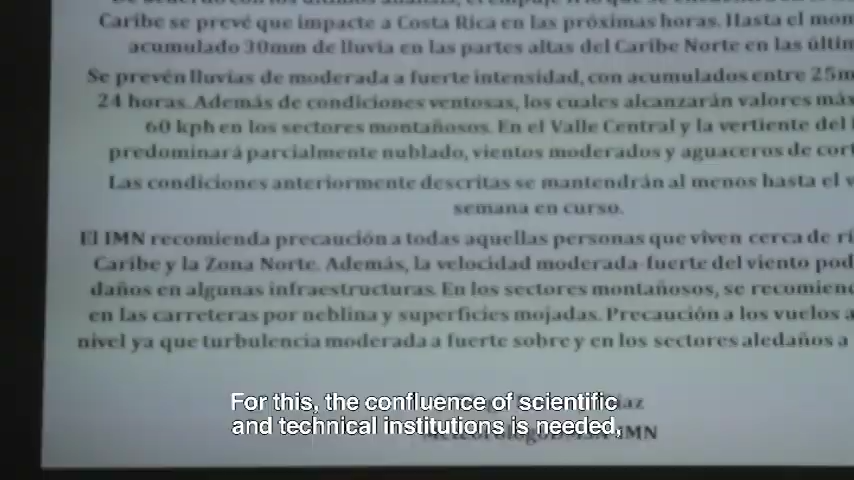 Caribe se prevé que impacte a Costa Rica en las próximas horas. Hasta el mom
acumulado 30mm de lluvia en las partes altas del Caribe Norte en las últim
Se prevén lluvias de moderada a fuerte intensidad, con acumulados entre 25m
24 horas. Además de condiciones ventosas, los cuales alcanzarán valores máx
60 kph en los sectores montañosos. En el Valle Central y la vertiente del
predominará parcialmente nublado, vientos moderados y aguaceros de cort
Las condiciones anteriormente descritas se mantendrán al menos hasta el v
semana en curso.
El IMN recomienda precaución a todas aquellas personas que viven cerca de rí
Caribe y la Zona Norte. Además, la velocidad moderada-fuerte del viento pod
daños en algunas infraestructuras. En los sectores montañosos, se recomienc
en las carreteras por neblina y superficies mojadas. Precaución a los vuelos a
nivel ya que turbulencia moderada a fuerte sobre y en los sectores aledaños a
For this, the confluence of scientific
and technical institutions is needed,
IMN